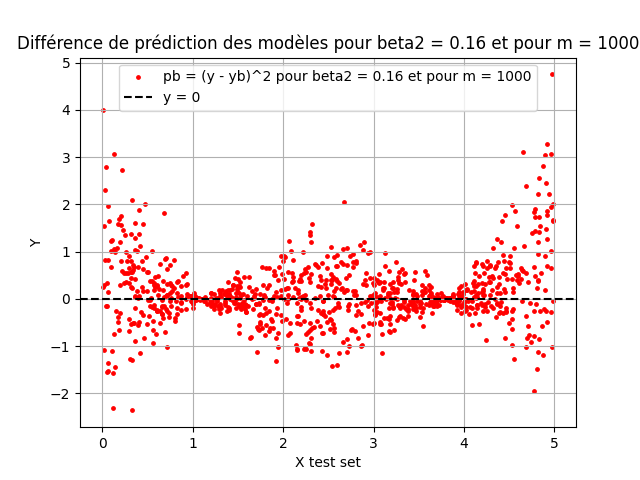 Différence de prédiction des modèles pour beta2 = 0.16 et pour m = 1000
pb = (y - yb)^2 pour beta2 = 0.16 et pour m = 1000
y = 0
5
4
3
2
1
0
−1
−2
Y
0 1 2 3 4 5
X test set